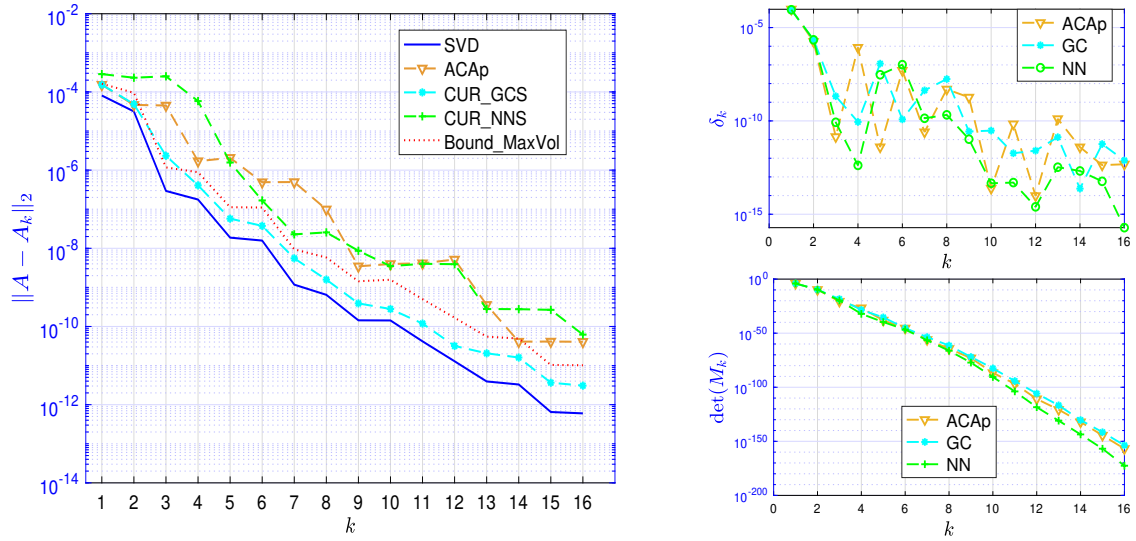 10^-2
10^-4
10^-6
10^-8
10^-10
10^-12
10^-14
||A − A_k||_2
SVD
ACAp
CUR_GCS
CUR_NNS
Bound_MaxVol
1 2 3 4 5 6 7 8 9 10 11 12 13 14 15 16
k
10^-5
10^-10
10^-15
δ_k
ACAp
GC
NN
0 2 4 6 8 10 12 14 16
k
10^0
10^-50
10^-100
10^-150
10^-200
det(M_k)
ACAp
GC
NN
0 2 4 6 8 10 12 14 16
k